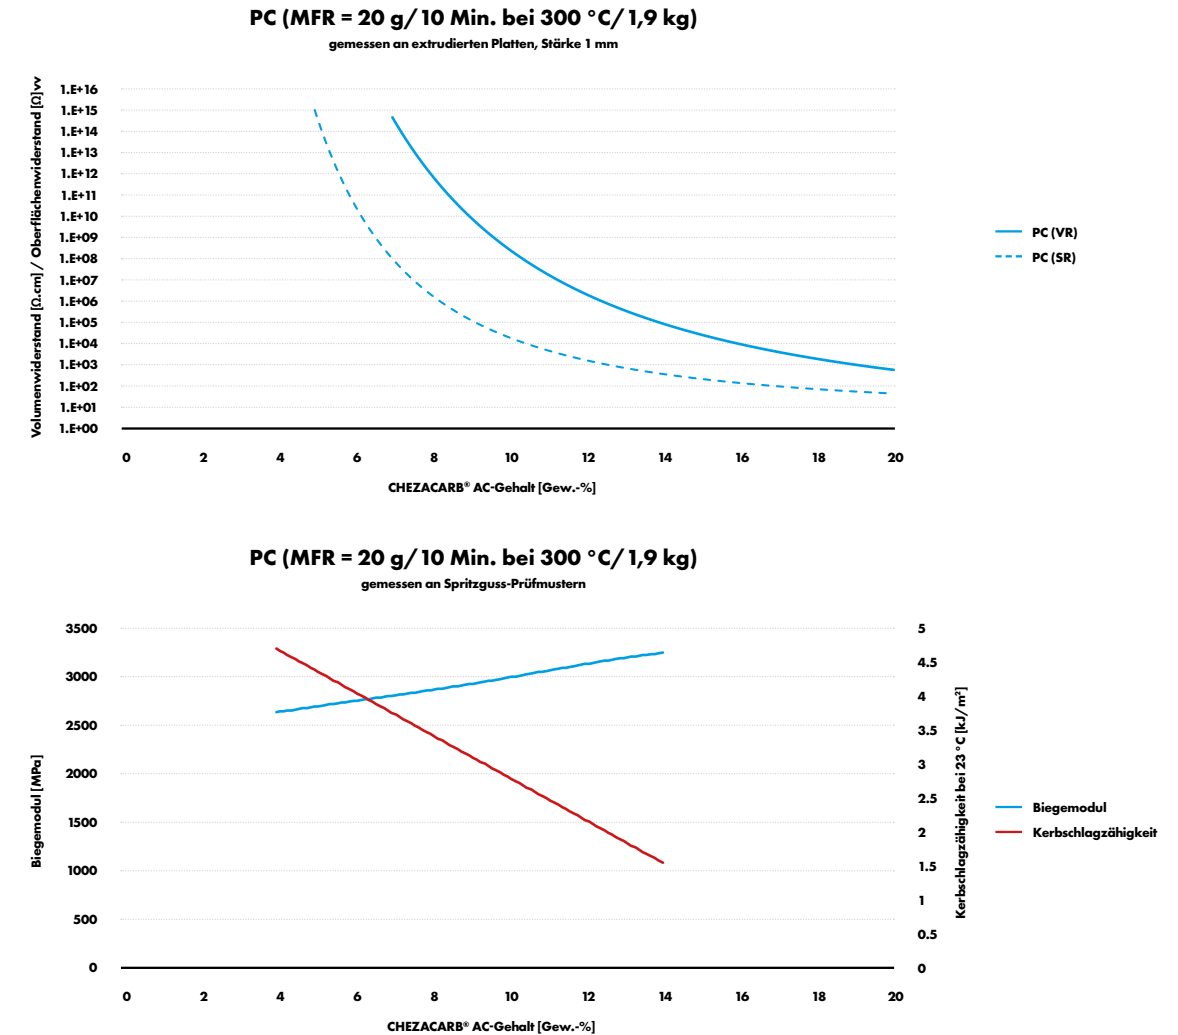 PC (MFR = 20 g/10 Min. bei 300 °C/1,9 kg)
gemessen an extrudierten Platten, Stärke 1 mm
Volumenwiderstand [Ω.cm] / Oberflächenwiderstand [Ω]vv
1.E+16
1.E+15
1.E+14
1.E+13
1.E+12
1.E+11
1.E+10
1.E+09
1.E+08
1.E+07
1.E+06
1.E+05
1.E+04
1.E+03
1.E+02
1.E+01
1.E+00
0 2 4 6 8 10 12 14 16 18 20
CHEZACARB® AC-Gehalt [Gew.-%]
PC (VR)
PC (SR)
PC (MFR = 20 g/10 Min. bei 300 °C/1,9 kg)
gemessen an Spritzguss-Prüfmustern
Biegemodul [MPa]
3500
3000
2500
2000
1500
1000
500
0
5
4.5
4
3.5
3
2.5
2
1.5
1
0.5
0
Kerbschlagzähigkeit bei 23 °C [kJ/m²]
0 2 4 6 8 10 12 14 16 18 20
CHEZACARB® AC-Gehalt [Gew.-%]
Biegemodul
Kerbschlagzähigkeit